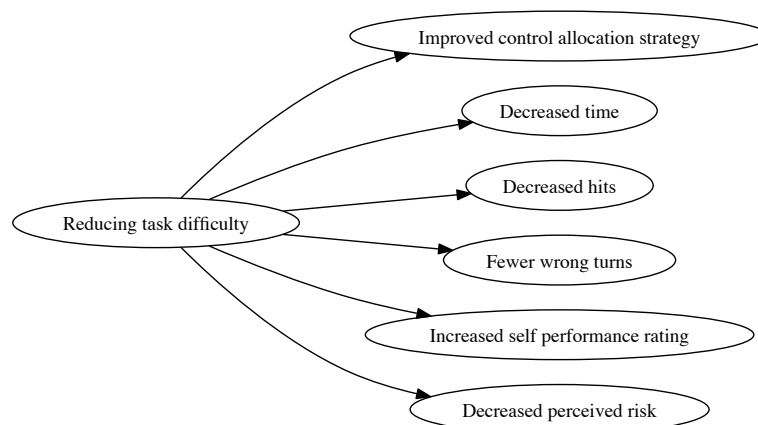 Improved control allocation strategy
Decreased time
Decreased hits
Reducing task difficulty
Fewer wrong turns
Increased self performance rating
Decreased perceived risk